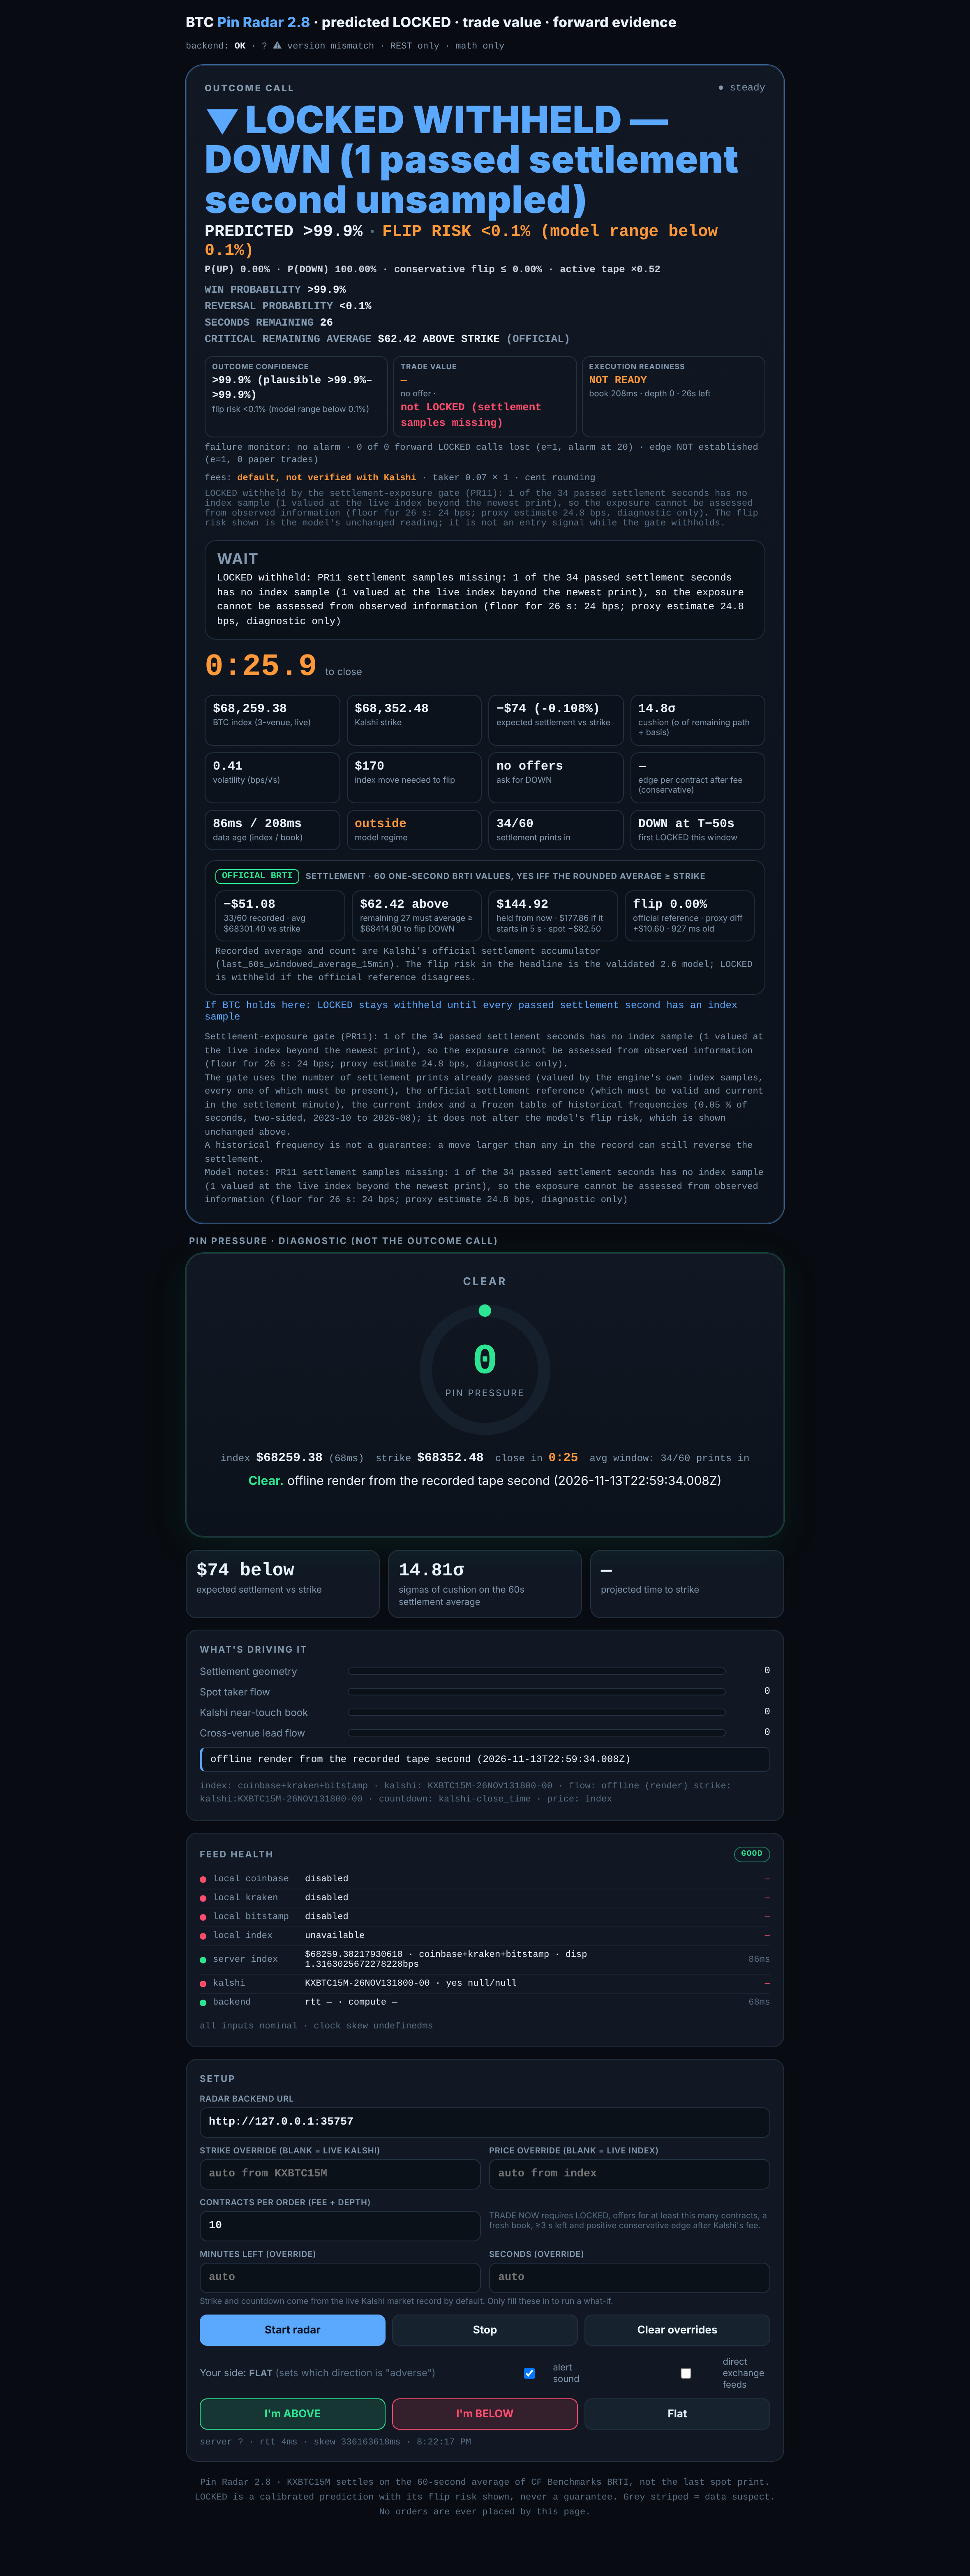 BTC Pin Radar 2.8 · predicted LOCKED · trade value · forward evidence
backend: OK · ? ⚠ version mismatch · REST only · math only
OUTCOME CALL
● steady
▼LOCKED WITHHELD —
DOWN (1 passed settlement
second unsampled)
PREDICTED >99.9% · FLIP RISK <0.1% (model range below
0.1%)
P(UP) 0.00% · P(DOWN) 100.00% · conservative flip ≤ 0.00% · active tape ×0.52
WIN PROBABILITY >99.9%
REVERSAL PROBABILITY <0.1%
SECONDS REMAINING 26
CRITICAL REMAINING AVERAGE $62.42 ABOVE STRIKE (OFFICIAL)
OUTCOME CONFIDENCE
>99.9% (plausible >99.9%–
>99.9%)
flip risk <0.1% (model range below 0.1%)
TRADE VALUE
—
no offer ·
not LOCKED (settlement
samples missing)
EXECUTION READINESS
NOT READY
book 208ms · depth 0 · 26s left
failure monitor: no alarm · 0 of 0 forward LOCKED calls lost (e=1, alarm at 20) · edge NOT established
(e=1, 0 paper trades)
fees: default, not verified with Kalshi · taker 0.07 × 1 · cent rounding
LOCKED withheld by the settlement-exposure gate (PR11): 1 of the 34 passed settlement seconds has no
index sample (1 valued at the live index beyond the newest print), so the exposure cannot be assessed
from observed information (floor for 26 s: 24 bps; proxy estimate 24.8 bps, diagnostic only). The flip
risk shown is the model's unchanged reading; it is not an entry signal while the gate withholds.
WAIT
LOCKED withheld: PR11 settlement samples missing: 1 of the 34 passed settlement seconds
has no index sample (1 valued at the live index beyond the newest print), so the exposure
cannot be assessed from observed information (floor for 26 s: 24 bps; proxy estimate 24.8
bps, diagnostic only)
0:25.9 to close
$68,259.38
BTC index (3-venue, live)
$68,352.48
Kalshi strike
−$74 (-0.108%)
expected settlement vs strike
14.8σ
cushion (σ of remaining path
+ basis)
0.41
volatility (bps/√s)
$170
index move needed to flip
no offers
ask for DOWN
—
edge per contract after fee
(conservative)
86ms / 208ms
data age (index / book)
outside
model regime
34/60
settlement prints in
DOWN at T−50s
first LOCKED this window
OFFICIAL BRTI SETTLEMENT · 60 ONE-SECOND BRTI VALUES, YES IFF THE ROUNDED AVERAGE ≥ STRIKE
−$51.08
33/60 recorded · avg
$68301.40 vs strike
$62.42 above
remaining 27 must average ≥
$68414.90 to flip DOWN
$144.92
held from now · $177.86 if it
starts in 5 s · spot −$82.50
flip 0.00%
official reference · proxy diff
+$10.60 · 927 ms old
Recorded average and count are Kalshi's official settlement accumulator
(last_60s_windowed_average_15min). The flip risk in the headline is the validated 2.6 model; LOCKED
is withheld if the official reference disagrees.
If BTC holds here: LOCKED stays withheld until every passed settlement second has an index
sample
Settlement-exposure gate (PR11): 1 of the 34 passed settlement seconds has no index sample (1 valued at
the live index beyond the newest print), so the exposure cannot be assessed from observed information
(floor for 26 s: 24 bps; proxy estimate 24.8 bps, diagnostic only).
The gate uses the number of settlement prints already passed (valued by the engine's own index samples,
every one of which must be present), the official settlement reference (which must be valid and current
in the settlement minute), the current index and a frozen table of historical frequencies (0.05 % of
seconds, two-sided, 2023-10 to 2026-08); it does not alter the model's flip risk, which is shown
unchanged above.
A historical frequency is not a guarantee: a move larger than any in the record can still reverse the
settlement.
Model notes: PR11 settlement samples missing: 1 of the 34 passed settlement seconds has no index sample
(1 valued at the live index beyond the newest print), so the exposure cannot be assessed from observed
information (floor for 26 s: 24 bps; proxy estimate 24.8 bps, diagnostic only)
PIN PRESSURE · DIAGNOSTIC (NOT THE OUTCOME CALL)
CLEAR
0
PIN PRESSURE
index $68259.38 (68ms) strike $68352.48 close in 0:25 avg window: 34/60 prints in
Clear. offline render from the recorded tape second (2026-11-13T22:59:34.008Z)
$74 below
expected settlement vs strike
14.81σ
sigmas of cushion on the 60s
settlement average
—
projected time to strike
WHAT'S DRIVING IT
Settlement geometry 0
Spot taker flow 0
Kalshi near-touch book 0
Cross-venue lead flow 0
offline render from the recorded tape second (2026-11-13T22:59:34.008Z)
index: coinbase+kraken+bitstamp · kalshi: KXBTC15M-26NOV131800-00 · flow: offline (render) strike:
kalshi:KXBTC15M-26NOV131800-00 · countdown: kalshi-close_time · price: index
FEED HEALTH
GOOD
local coinbase disabled —
local kraken disabled —
local bitstamp disabled —
local index unavailable —
server index $68259.38217930618 · coinbase+kraken+bitstamp · disp
1.3163025672278228bps 86ms
kalshi KXBTC15M-26NOV131800-00 · yes null/null —
backend rtt — · compute — 68ms
all inputs nominal · clock skew undefinedms
SETUP
RADAR BACKEND URL
http://127.0.0.1:35757
STRIKE OVERRIDE (BLANK = LIVE KALSHI)
auto from KXBTC15M
PRICE OVERRIDE (BLANK = LIVE INDEX)
auto from index
CONTRACTS PER ORDER (FEE + DEPTH)
10
TRADE NOW requires LOCKED, offers for at least this many contracts, a
fresh book, ≥3 s left and positive conservative edge after Kalshi's fee.
MINUTES LEFT (OVERRIDE)
auto
SECONDS (OVERRIDE)
auto
Strike and countdown come from the live Kalshi market record by default. Only fill these in to run a what-if.
Start radar
Stop
Clear overrides
Your side: FLAT (sets which direction is "adverse")
alert
sound
direct
exchange
feeds
I'm ABOVE
I'm BELOW
Flat
server ? · rtt 4ms · skew 336163618ms · 8:22:17 PM
Pin Radar 2.8 · KXBTC15M settles on the 60-second average of CF Benchmarks BRTI, not the last spot print.
LOCKED is a calibrated prediction with its flip risk shown, never a guarantee. Grey striped = data suspect.
No orders are ever placed by this page.